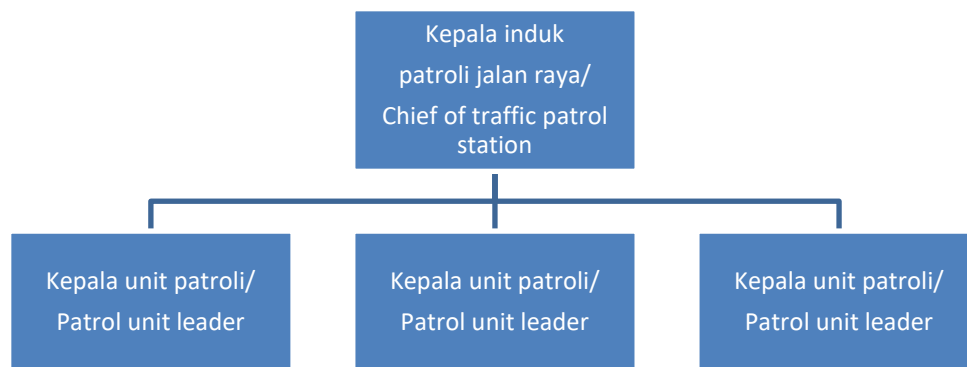 Kepala induk
patroli jalan raya/
Chief of traffic patrol
station
Kepala unit patroli/
Patrol unit leader
Kepala unit patroli/
Patrol unit leader
Kepala unit patroli/
Patrol unit leader